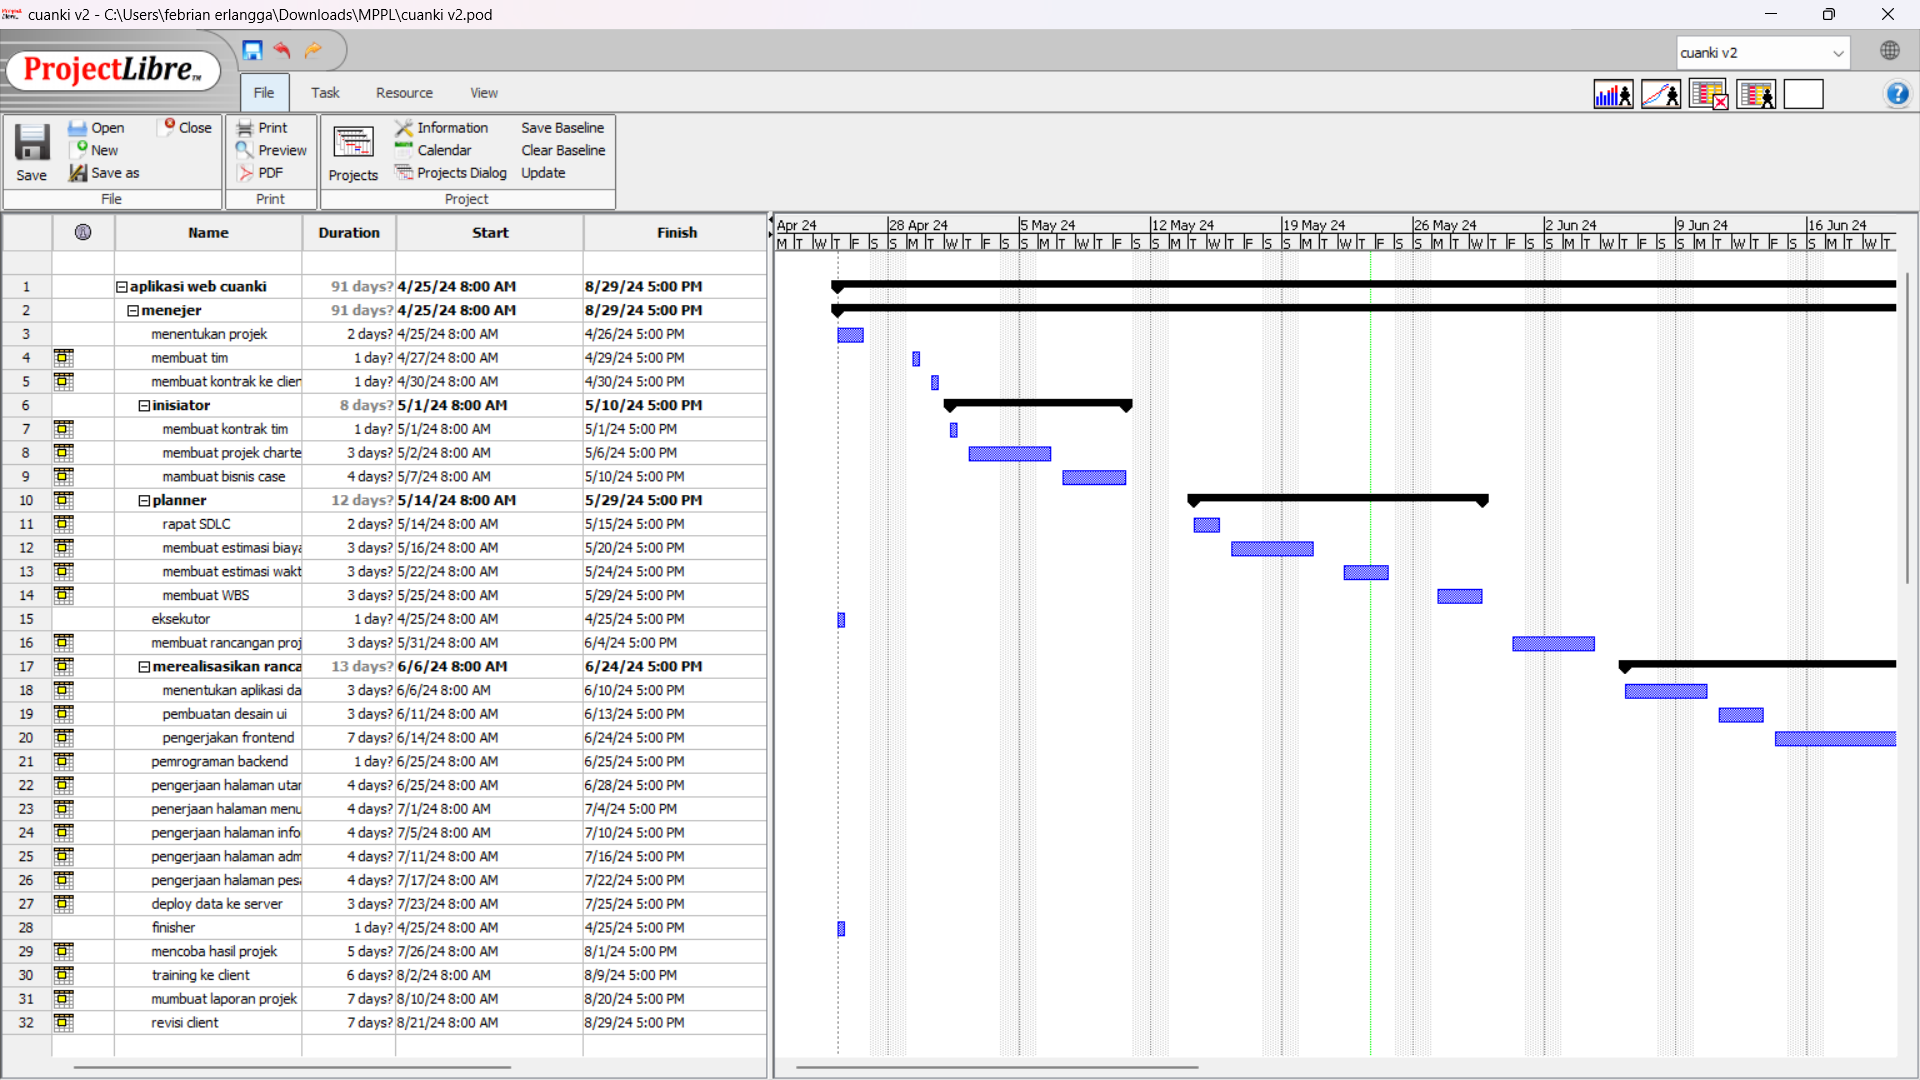 cuanki v2 - C:\Users\febrian erlangga\Downloads\MPPL\cuanki v2.pod
ProjectLibre™
cuanki v2
File Task Resource View
Save Open New Save as Close
File
Print Preview PDF
Print
Projects Information Calendar Projects Dialog Save Baseline Clear Baseline Update
Project
Name Duration Start Finish
Apr 24 28 Apr 24 5 May 24 12 May 24 19 May 24 26 May 24 2 Jun 24 9 Jun 24 16 Jun 24
M T W T F S S M T W T F S S M T W T F S S M T W T F S S M T W T F S S M T W T F S S M T W T F S S M T W T F S S M T W T
1 aplikasi web cuanki 91 days? 4/25/24 8:00 AM 8/29/24 5:00 PM
2 menejer 91 days? 4/25/24 8:00 AM 8/29/24 5:00 PM
3 menentukan projek 2 days? 4/25/24 8:00 AM 4/26/24 5:00 PM
4 membuat tim 1 day? 4/27/24 8:00 AM 4/29/24 5:00 PM
5 membuat kontrak ke clien 1 day? 4/30/24 8:00 AM 4/30/24 5:00 PM
6 inisiator 8 days? 5/1/24 8:00 AM 5/10/24 5:00 PM
7 membuat kontrak tim 1 day? 5/1/24 8:00 AM 5/1/24 5:00 PM
8 membuat projek charte 3 days? 5/2/24 8:00 AM 5/6/24 5:00 PM
9 mambuat bisnis case 4 days? 5/7/24 8:00 AM 5/10/24 5:00 PM
10 planner 12 days? 5/14/24 8:00 AM 5/29/24 5:00 PM
11 rapat SDLC 2 days? 5/14/24 8:00 AM 5/15/24 5:00 PM
12 membuat estimasi biaya 3 days? 5/16/24 8:00 AM 5/20/24 5:00 PM
13 membuat estimasi wakt 3 days? 5/22/24 8:00 AM 5/24/24 5:00 PM
14 membuat WBS 3 days? 5/25/24 8:00 AM 5/29/24 5:00 PM
15 eksekutor 1 day? 4/25/24 8:00 AM 4/25/24 5:00 PM
16 membuat rancangan proj 3 days? 5/31/24 8:00 AM 6/4/24 5:00 PM
17 merealisasikan ranca 13 days? 6/6/24 8:00 AM 6/24/24 5:00 PM
18 menentukan aplikasi da 3 days? 6/6/24 8:00 AM 6/10/24 5:00 PM
19 pembuatan desain ui 3 days? 6/11/24 8:00 AM 6/13/24 5:00 PM
20 pengerjakan frontend 7 days? 6/14/24 8:00 AM 6/24/24 5:00 PM
21 pemrograman backend 1 day? 6/25/24 8:00 AM 6/25/24 5:00 PM
22 pengerjaan halaman utar 4 days? 6/25/24 8:00 AM 6/28/24 5:00 PM
23 penerjaan halaman menu 4 days? 7/1/24 8:00 AM 7/4/24 5:00 PM
24 pengerjaan halaman info 4 days? 7/5/24 8:00 AM 7/10/24 5:00 PM
25 pengerjaan halaman adm 4 days? 7/11/24 8:00 AM 7/16/24 5:00 PM
26 pengerjaan halaman pesa 4 days? 7/17/24 8:00 AM 7/22/24 5:00 PM
27 deploy data ke server 3 days? 7/23/24 8:00 AM 7/25/24 5:00 PM
28 finisher 1 day? 4/25/24 8:00 AM 4/25/24 5:00 PM
29 mencoba hasil projek 5 days? 7/26/24 8:00 AM 8/1/24 5:00 PM
30 training ke client 6 days? 8/2/24 8:00 AM 8/9/24 5:00 PM
31 mumbuat laporan projek 7 days? 8/10/24 8:00 AM 8/20/24 5:00 PM
32 revisi client 7 days? 8/21/24 8:00 AM 8/29/24 5:00 PM